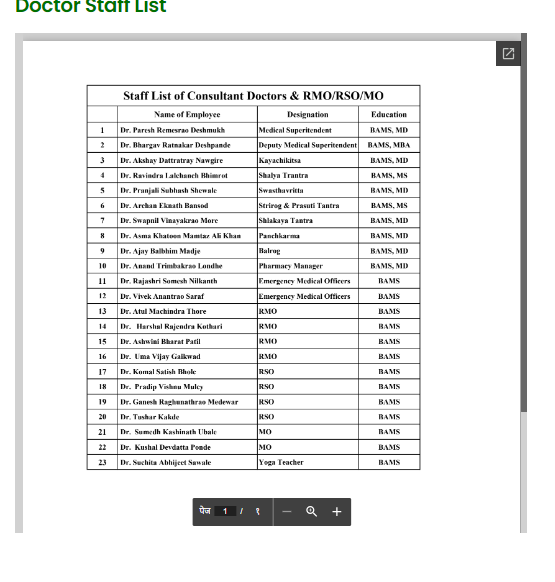 Doctor Staff List
Staff List of Consultant Doctors & RMO/RSO/MO
Name of Employee Designation Education
1 Dr. Paresh Remesrao Deshmukh Medical Superitendent BAMS, MD
2 Dr. Bhargav Ratnakar Deshpande Deputy Medical Superitendent BAMS, MBA
3 Dr. Akshay Dattratray Nawgire Kayachikitsa BAMS, MD
4 Dr. Ravindra Lalchanch Bhimrot Shalya Trantra BAMS, MS
5 Dr. Pranjali Subhash Shewale Swasthavritta BAMS, MD
6 Dr. Archan Eknath Bansod Strirog & Prasuti Tantra BAMS, MS
7 Dr. Swapnil Vinayakrao More Shlakaya Tantra BAMS, MS
8 Dr. Asma Khatoon Mamtaz Ali Khan Panchkarma BAMS, MD
9 Dr. Ajay Balbhim Madje Balrog BAMS, MD
10 Dr. Anand Trimbakrao Londhe Pharmacy Manager BAMS, MD
11 Dr. Rajashri Somesh Nilkanth Emergency Medical Officers BAMS
12 Dr. Vivek Anantrao Saraf Emergency Medical Officers BAMS
13 Dr. Atul Machindra Thore RMO BAMS
14 Dr. Harshal Rajendra Kothari RMO BAMS
15 Dr. Ashwini Bharat Patil RMO BAMS
16 Dr. Uma Vijay Gaikwad RMO BAMS
17 Dr. Komal Satish Bhole RSO BAMS
18 Dr. Pradip Vishnu Muley RSO BAMS
19 Dr. Ganesh Raghunathrao Medewar RSO BAMS
20 Dr. Tushar Kakde RSO BAMS
21 Dr. Sumedh Kashinath Ubale MO BAMS
22 Dr. Kushal Devdatta Ponde MO BAMS
23 Dr. Suchita Abhijeet Sawale Yoga Teacher BAMS
पेज 1 / १